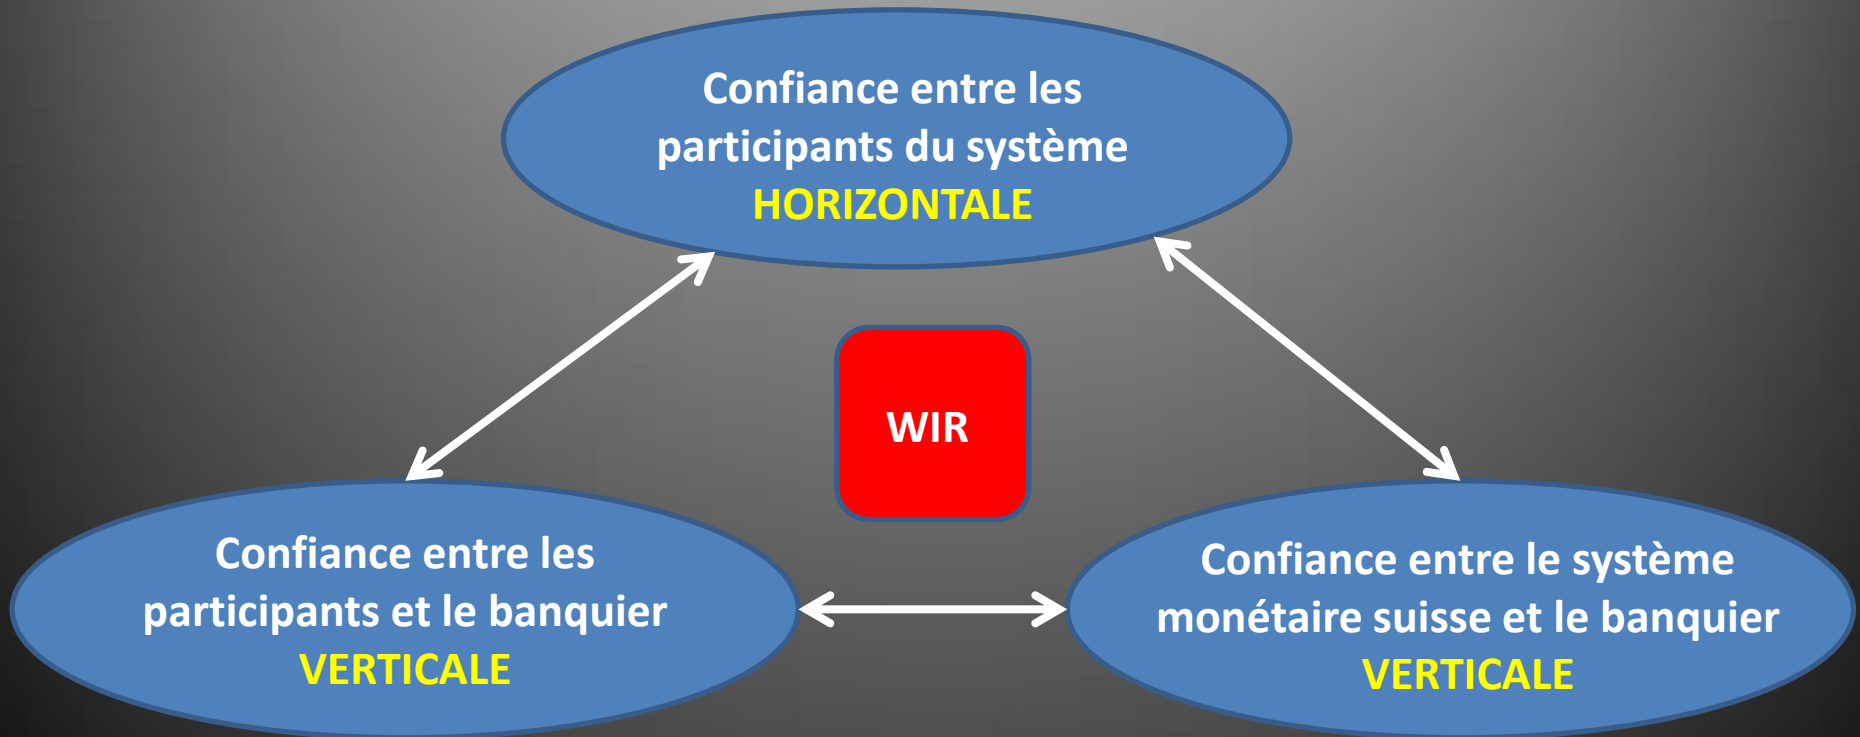 Confiance entre les
participants du système
HORIZONTALE
WIR
Confiance entre les
participants et le banquier
VERTICALE
Confiance entre le système
monétaire suisse et le banquier
VERTICALE